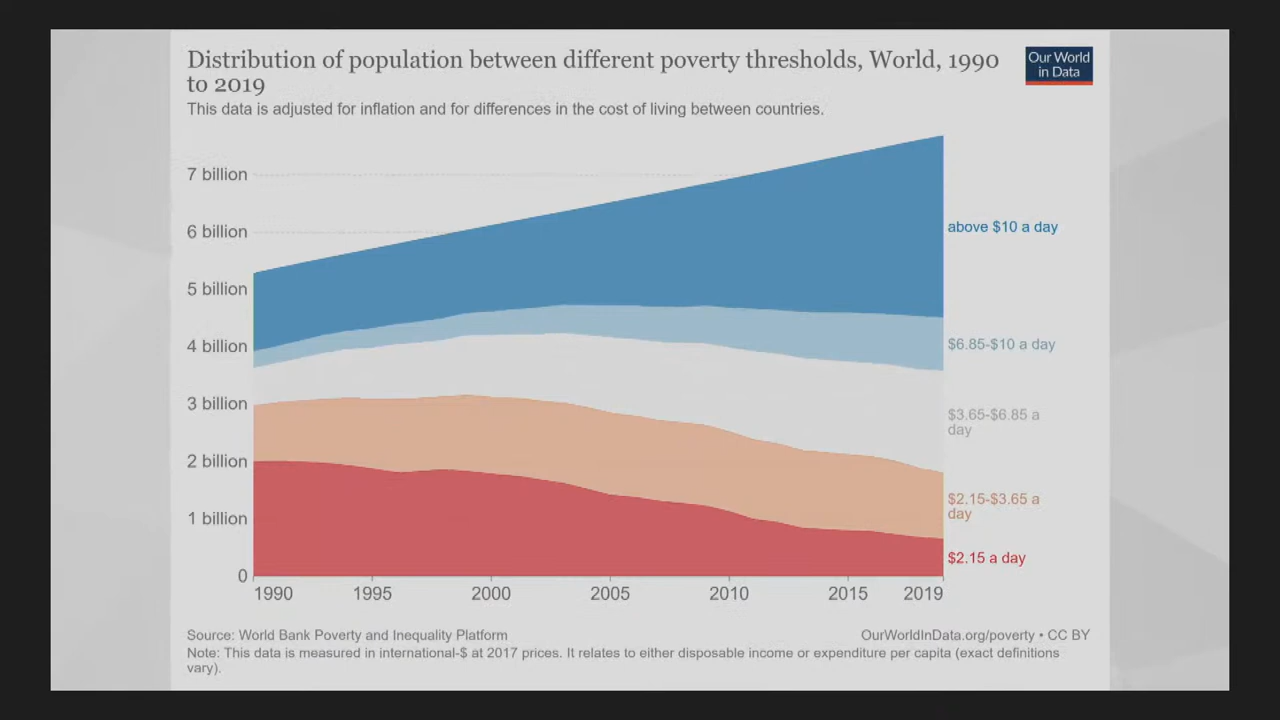 Distribution of population between different poverty thresholds, World, 1990
to 2019
Our World
in Data
This data is adjusted for inflation and for differences in the cost of living between countries.
7 billion
6 billion
5 billion
4 billion
3 billion
2 billion
1 billion
0
above $10 a day
$6.85-$10 a day
$3.65-$6.85 a
day
$2.15-$3.65 a
day
$2.15 a day
1990 1995 2000 2005 2010 2015 2019
Source: World Bank Poverty and Inequality Platform
OurWorldInData.org/poverty • CC BY
Note: This data is measured in international-$ at 2017 prices. It relates to either disposable income or expenditure per capita (exact definitions
vary).